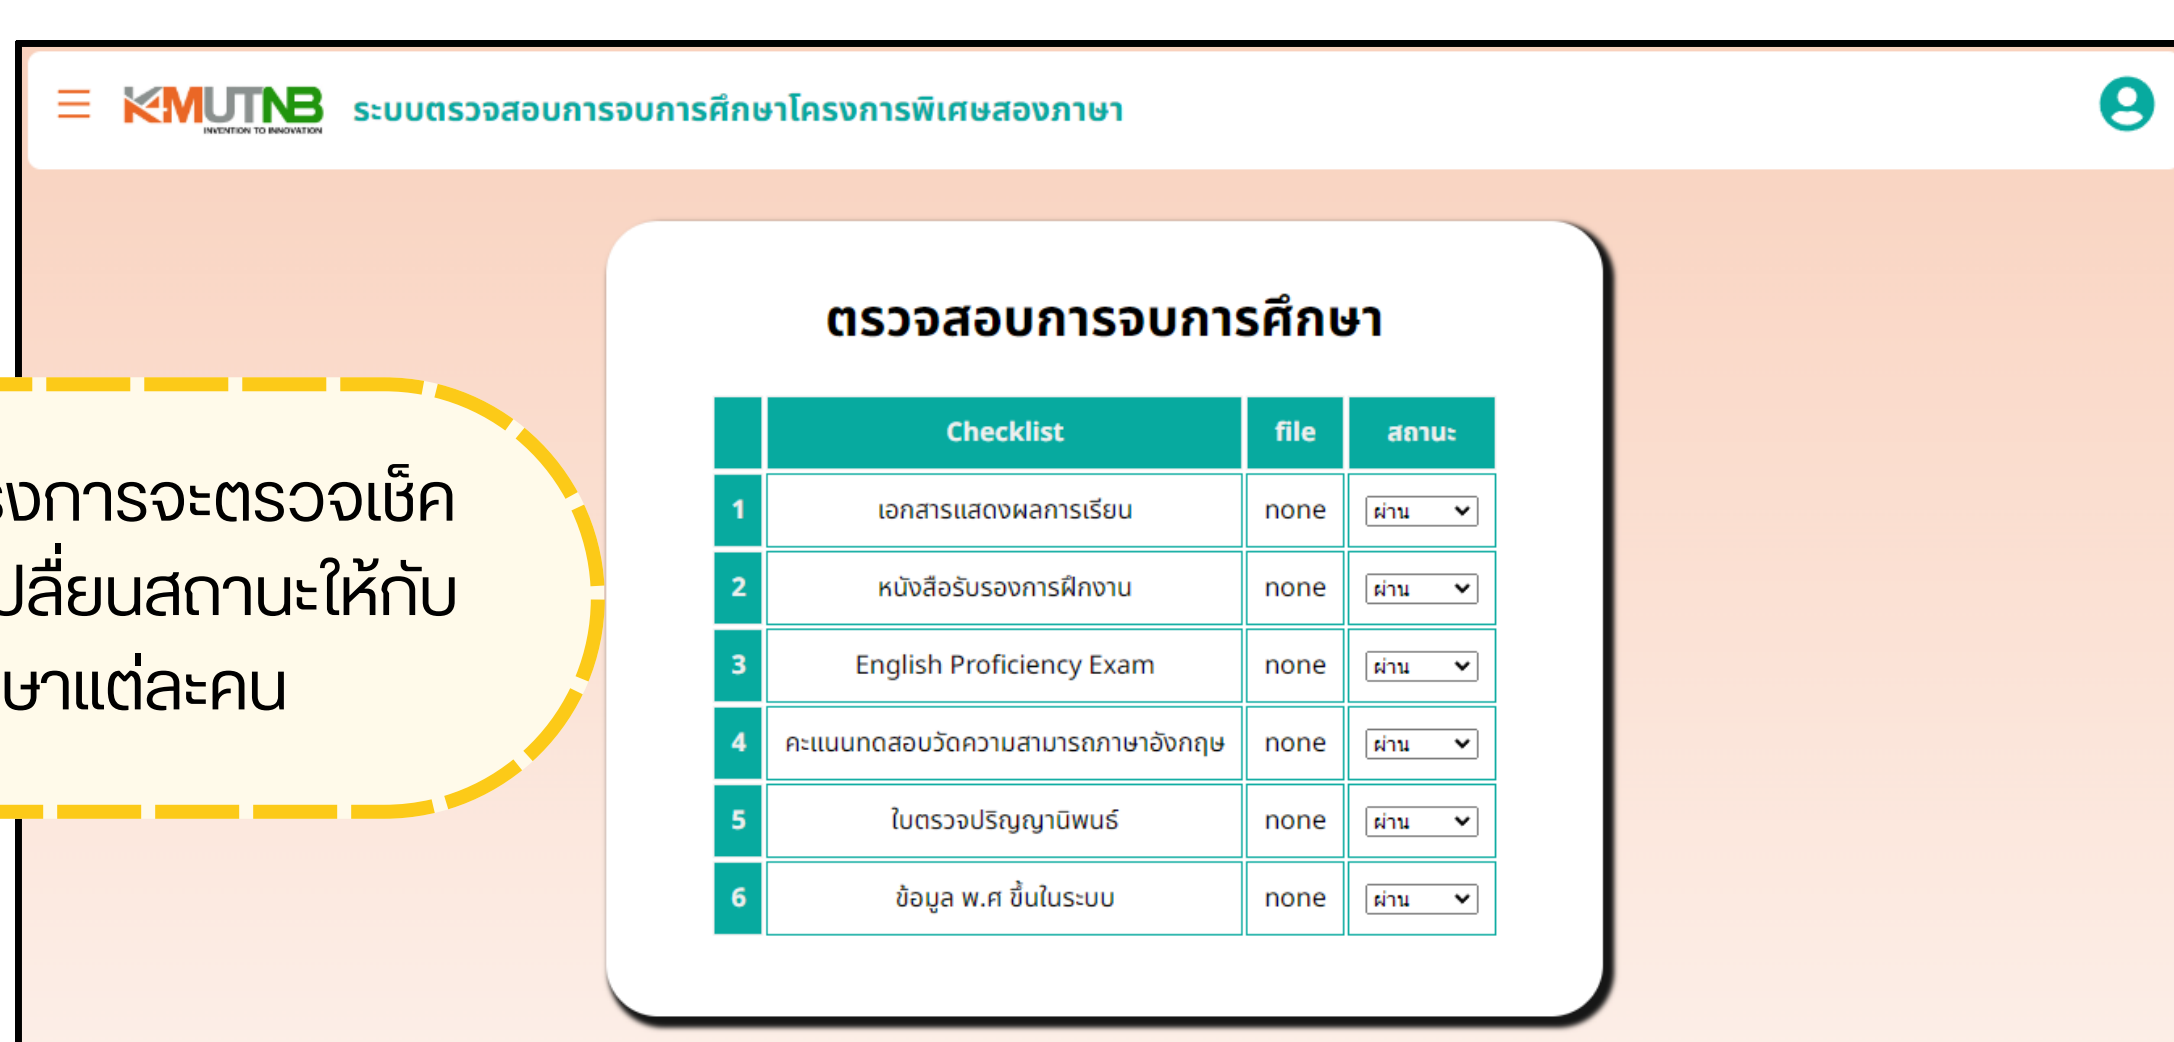 KMUTNB
INVENTION TO INNOVATION
ระบบตรวจสอบการจบการศึกษาโครงการพิเศษสองภาษา
ตรวจสอบการจบการศึกษา
Checklist file สถานะ
1 เอกสารแสดงผลการเรียน none ผ่าน
2 หนังสือรับรองการฝึกงาน none ผ่าน
3 English Proficiency Exam none ผ่าน
4 คะแนนทดสอบวัดความสามารถภาษาอังกฤษ none ผ่าน
5 ใบตรวจปริญญานิพนธ์ none ผ่าน
6 ข้อมูล พ.ศ ขึ้นในระบบ none ผ่าน
รงการจะตรวจเช็ค
ปลี่ยนสถานะให้กับ
ษาแต่ละคน